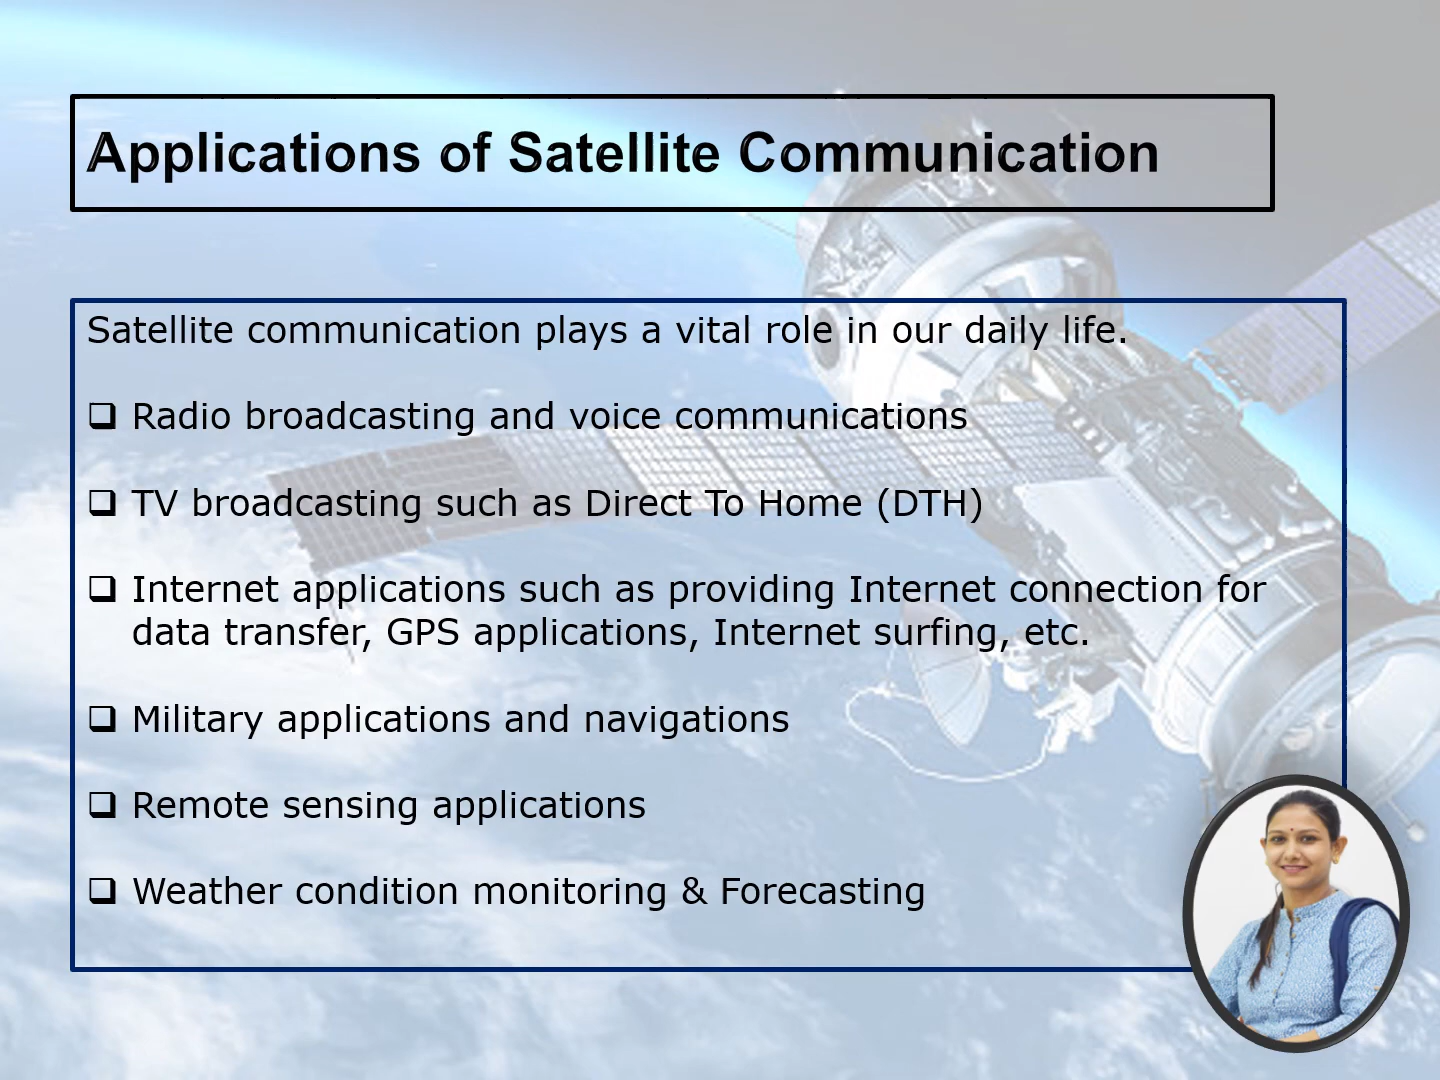 Applications of Satellite Communication
Satellite communication plays a vital role in our daily life.
❑ Radio broadcasting and voice communications
❑ TV broadcasting such as Direct To Home (DTH)
❑ Internet applications such as providing Internet connection for
data transfer, GPS applications, Internet surfing, etc.
❑ Military applications and navigations
❑ Remote sensing applications
❑ Weather condition monitoring & Forecasting